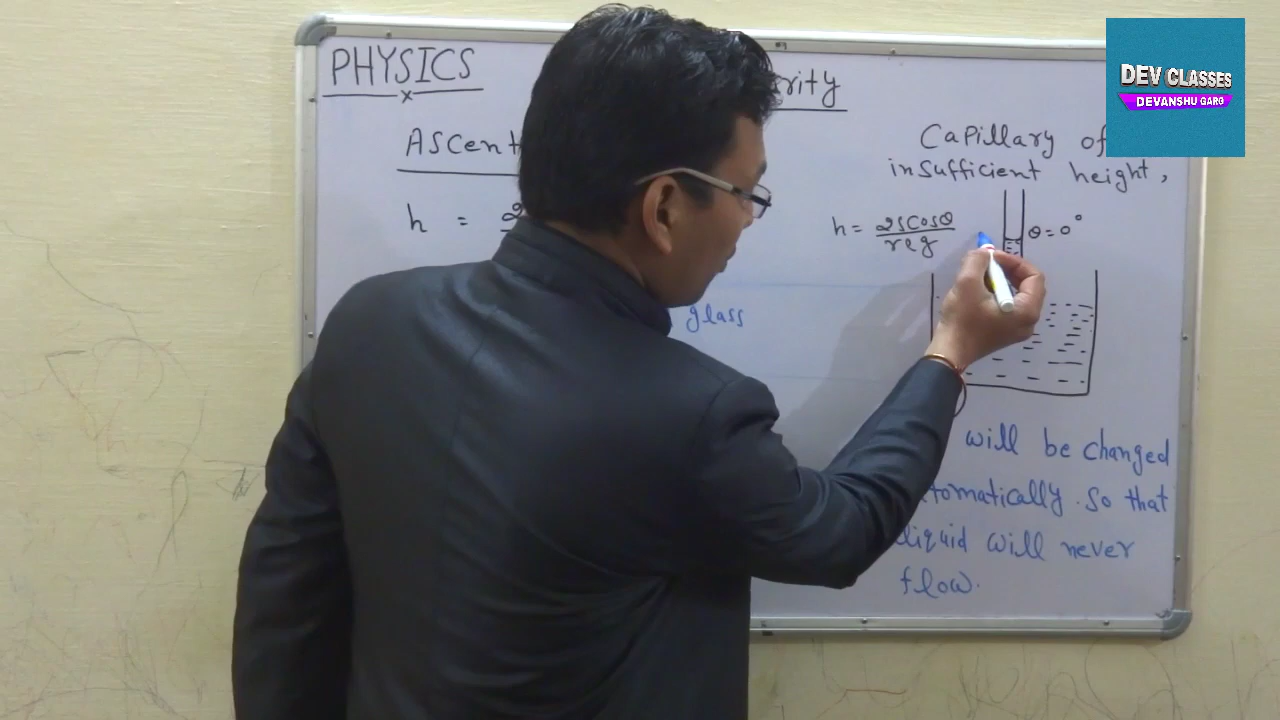 PHYSICS
DEV CLASSES
DEVANSHU GARG
Ascent
Capillary of
insufficient height,
h =
h = 2scosθ
rρg
θ = 0°
glass
will be changed
So that
liquid will never
flow.